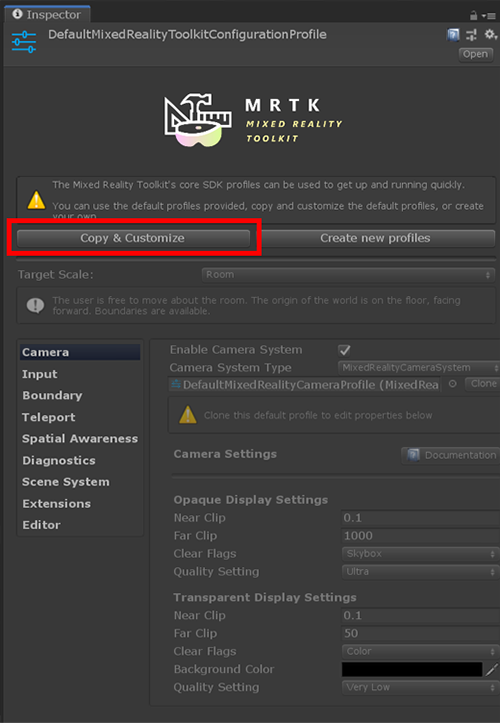 Inspector
DefaultMixedRealityToolkitConfigurationProfile
Open
MRTK
MIXED REALITY
TOOLKIT
The Mixed Reality Toolkit's core SDK profiles can be used to get up and running quickly.
You can use the default profiles provided, copy and customize the default profiles, or create
your own.
Copy & Customize Create new profiles
Target Scale: Room
The user is free to move about the room. The origin of the world is on the floor, facing
forward. Boundaries are available.
Camera
Input
Boundary
Teleport
Spatial Awareness
Diagnostics
Scene System
Extensions
Editor
Enable Camera System
Camera System Type MixedRealityCameraSystem
DefaultMixedRealityCameraProfile (MixedRea Clone
Clone this default profile to edit properties below
Camera Settings Documentation
Opaque Display Settings
Near Clip 0.1
Far Clip 1000
Clear Flags Skybox
Quality Setting Ultra
Transparent Display Settings
Near Clip 0.1
Far Clip 50
Clear Flags Color
Background Color
Quality Setting Very Low